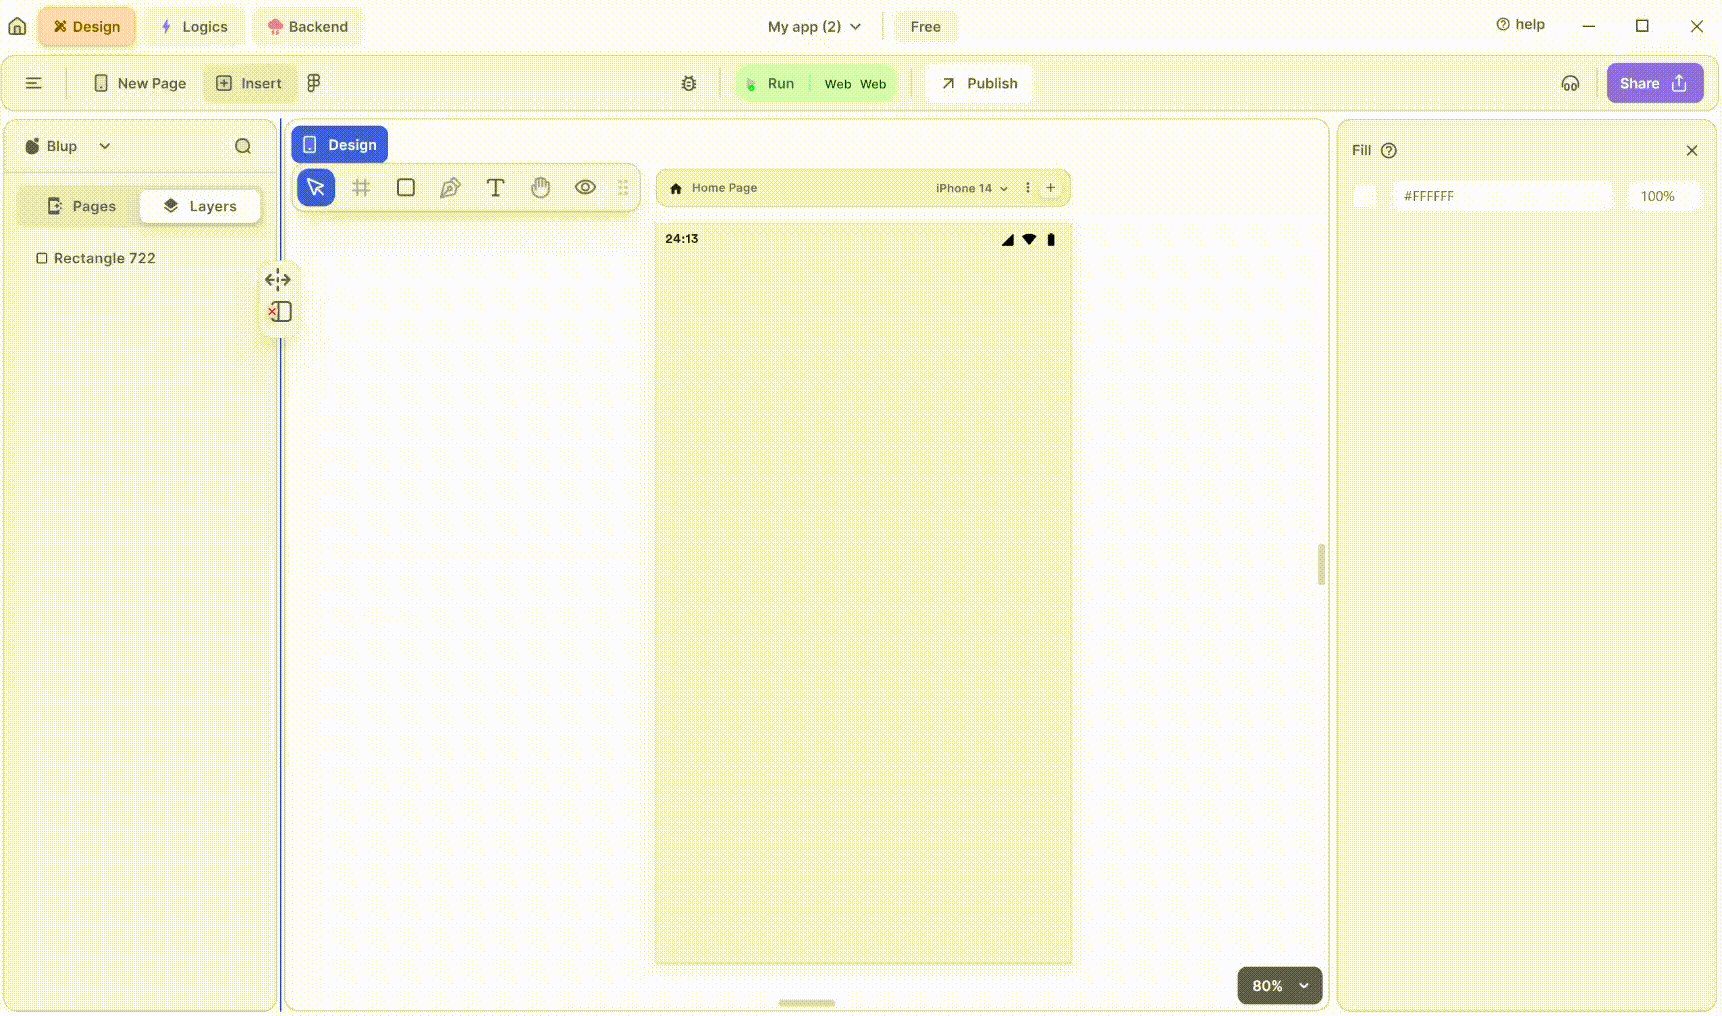 Design Logics Backend My app (2) Free help
New Page Insert Run Web Web Publish Share
Blup
Design
Pages Layers
Home Page iPhone 14
Rectangle 722
24:13
Fill
#FFFFFF 100%
80%